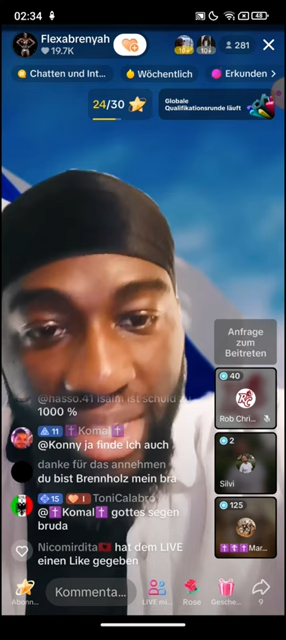 02:34
48
Flexabrenyah
19.7K
281
Chatten und Int...
Wöchentlich
Erkunden
24/30
Globale
Qualifikationsrunde läuft
Anfrage
zum
Beitreten
40
Rob Chri...
2
Silvi
125
Mar...
@hasso.41 islam ist schuld zu
1000 %
11 Komal
@Konny ja finde ich auch
danke für das annehmen
du bist Brennholz mein bra
15 I ToniCalabro
@Komal gottes segen
bruda
Nicomirdita hat dem LIVE
einen Like gegeben
Abonn...
Kommenta...
LIVE mi...
Rose
Gesche...
9